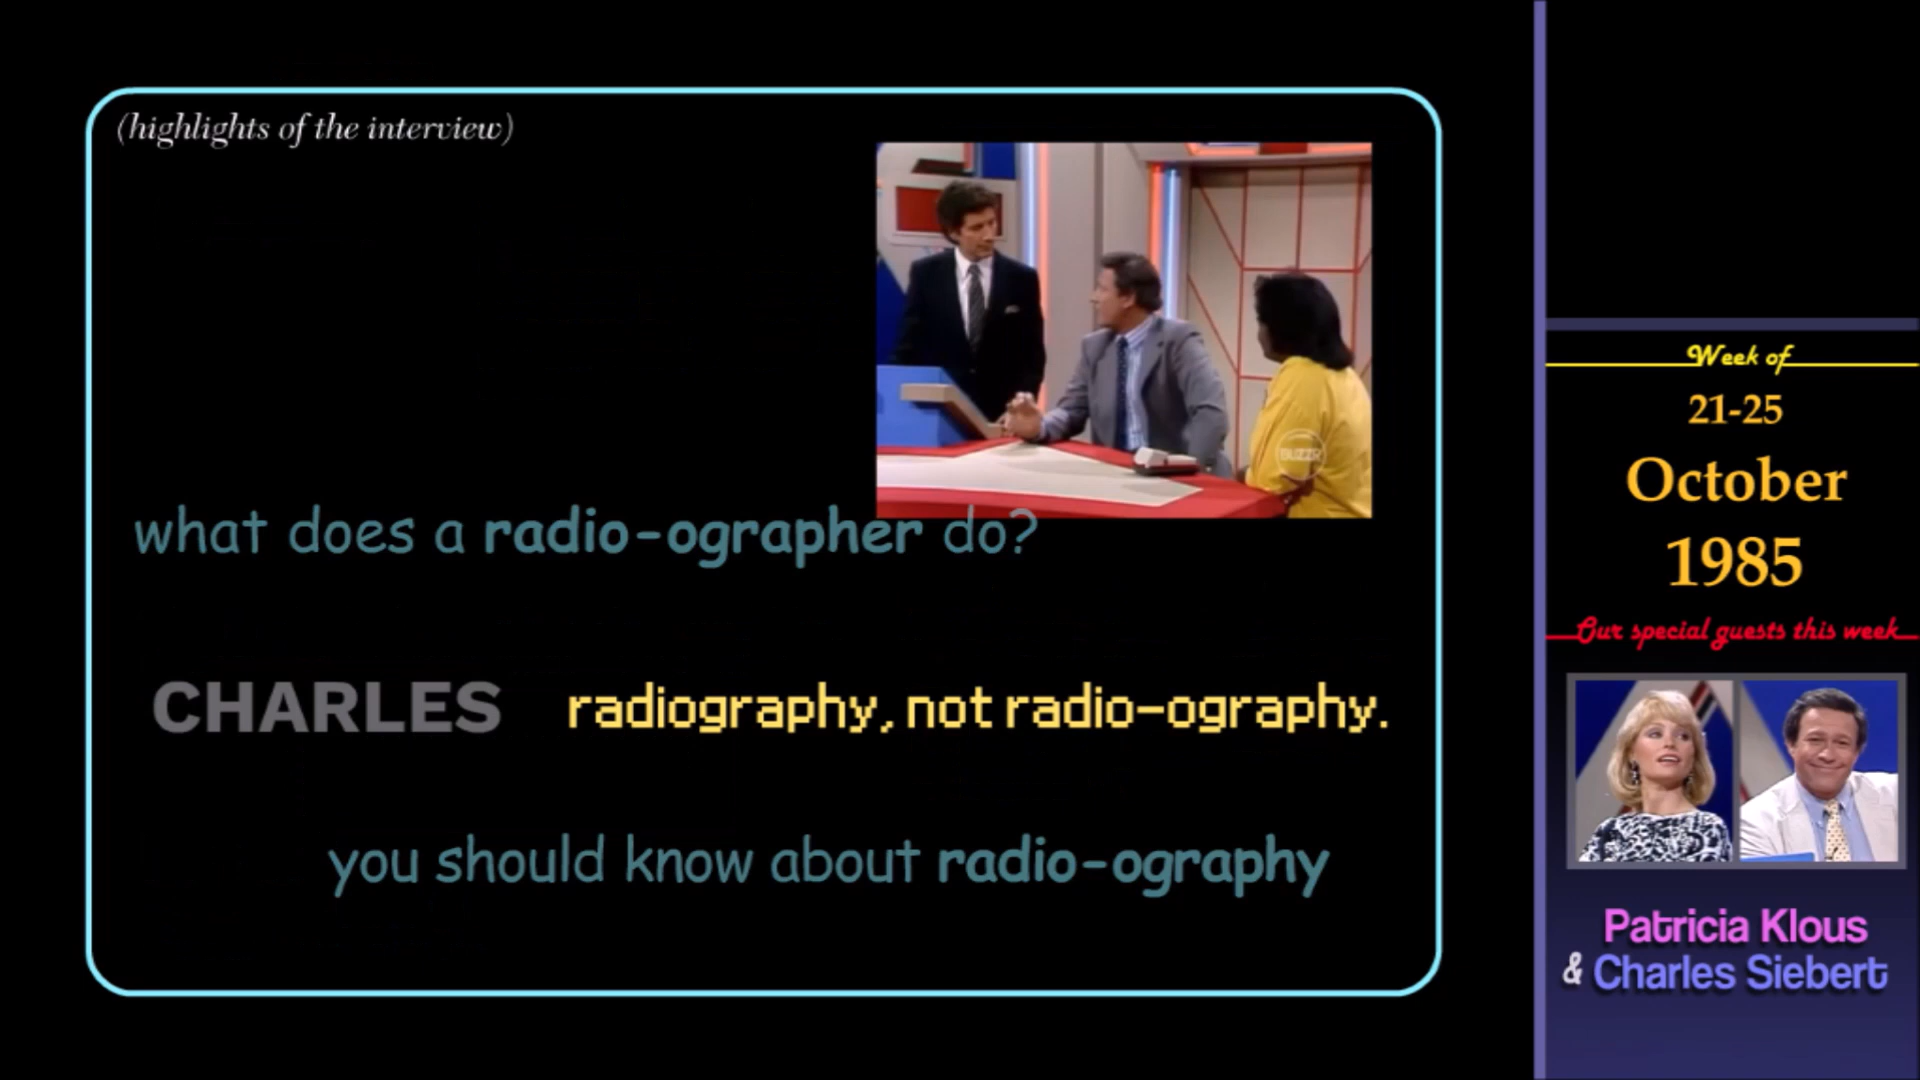 (highlights of the interview)
BUZZR
what does a radio-ographer do?
CHARLES radiography, not radio-ography.
you should know about radio-ography
Week of
21-25
October
1985
Our special guests this week
Patricia Klous
& Charles Siebert